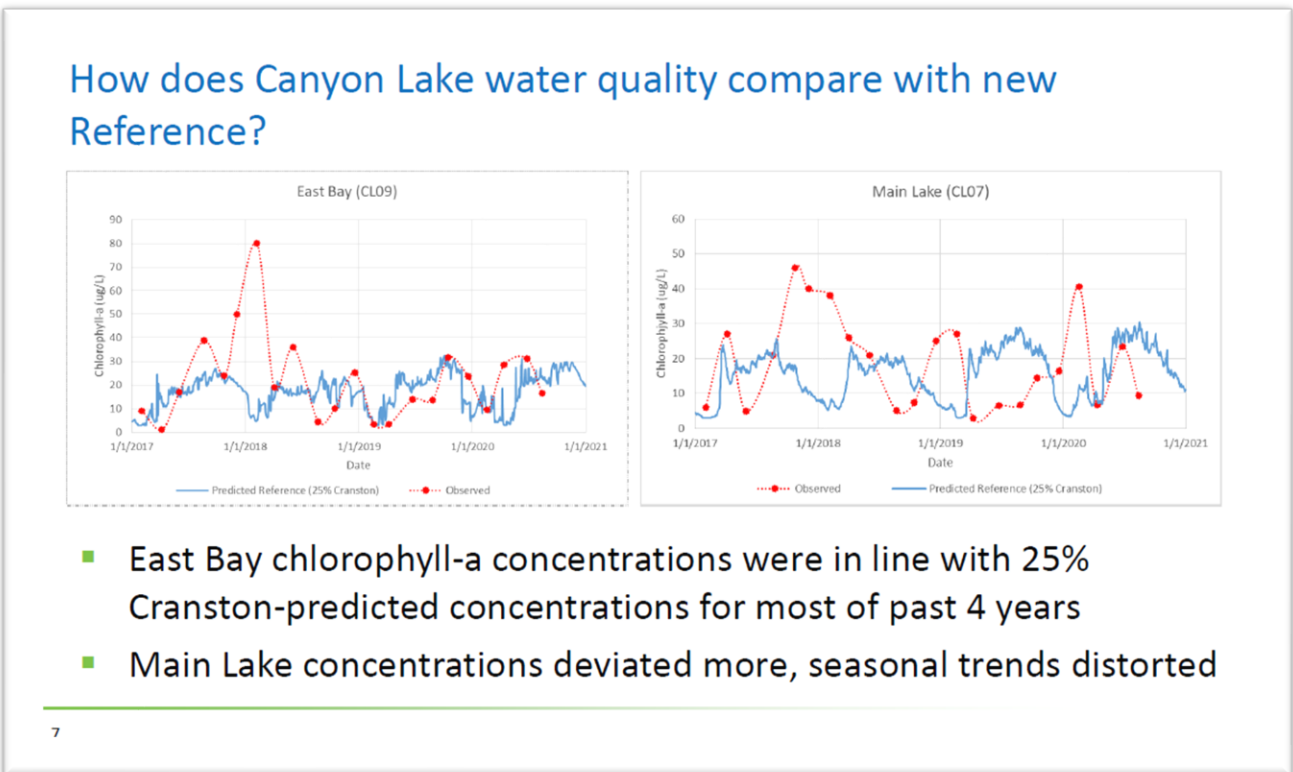 How does Canyon Lake water quality compare with new
Reference?
East Bay (CL09)
Chlorophyll-a (ug/L)
90
80
70
60
50
40
30
20
10
0
1/1/2017
1/1/2018
1/1/2019
1/1/2020
1/1/2021
Date
Predicted Reference (25% Cranston)
Observed
Main Lake (CL07)
Chlorophjyll-a (ug/L)
60
50
40
30
20
10
0
1/1/2017
1/1/2018
1/1/2019
1/1/2020
1/1/2021
Date
Observed
Predicted Reference (25% Cranston)
East Bay chlorophyll-a concentrations were in line with 25%
Cranston-predicted concentrations for most of past 4 years
Main Lake concentrations deviated more, seasonal trends distorted
7